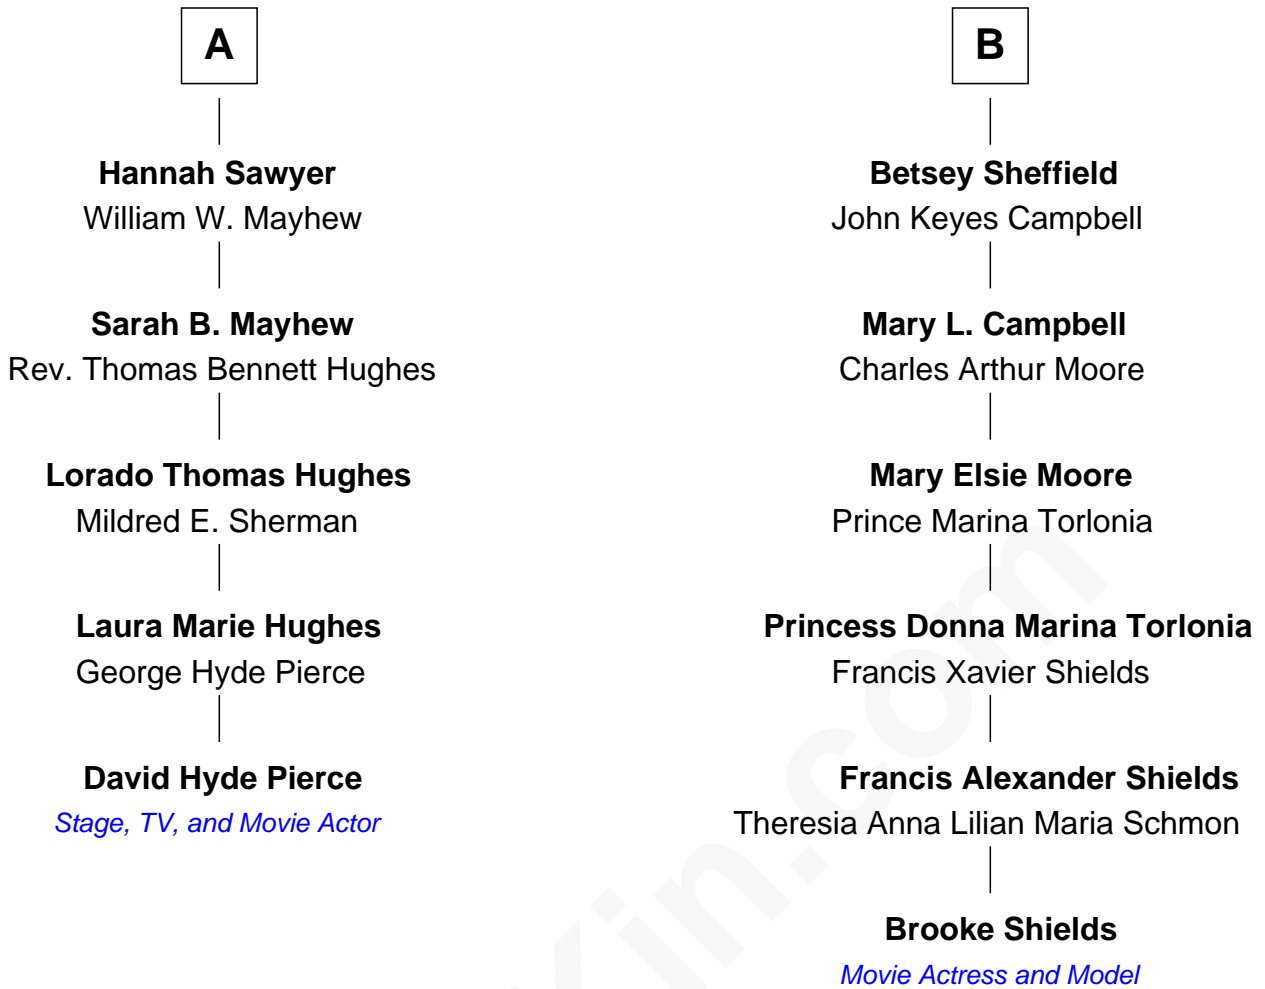 A
Hannah Sawyer
William W. Mayhew
Sarah B. Mayhew
Rev. Thomas Bennett Hughes
Lorado Thomas Hughes
Mildred E. Sherman
Laura Marie Hughes
George Hyde Pierce
David Hyde Pierce
Stage, TV, and Movie Actor
B
Betsey Sheffield
John Keyes Campbell
Mary L. Campbell
Charles Arthur Moore
Mary Elsie Moore
Prince Marina Torlonia
Princess Donna Marina Torlonia
Francis Xavier Shields
Francis Alexander Shields
Theresia Anna Lilian Maria Schmon
Brooke Shields
Movie Actress and Model
Kin.com